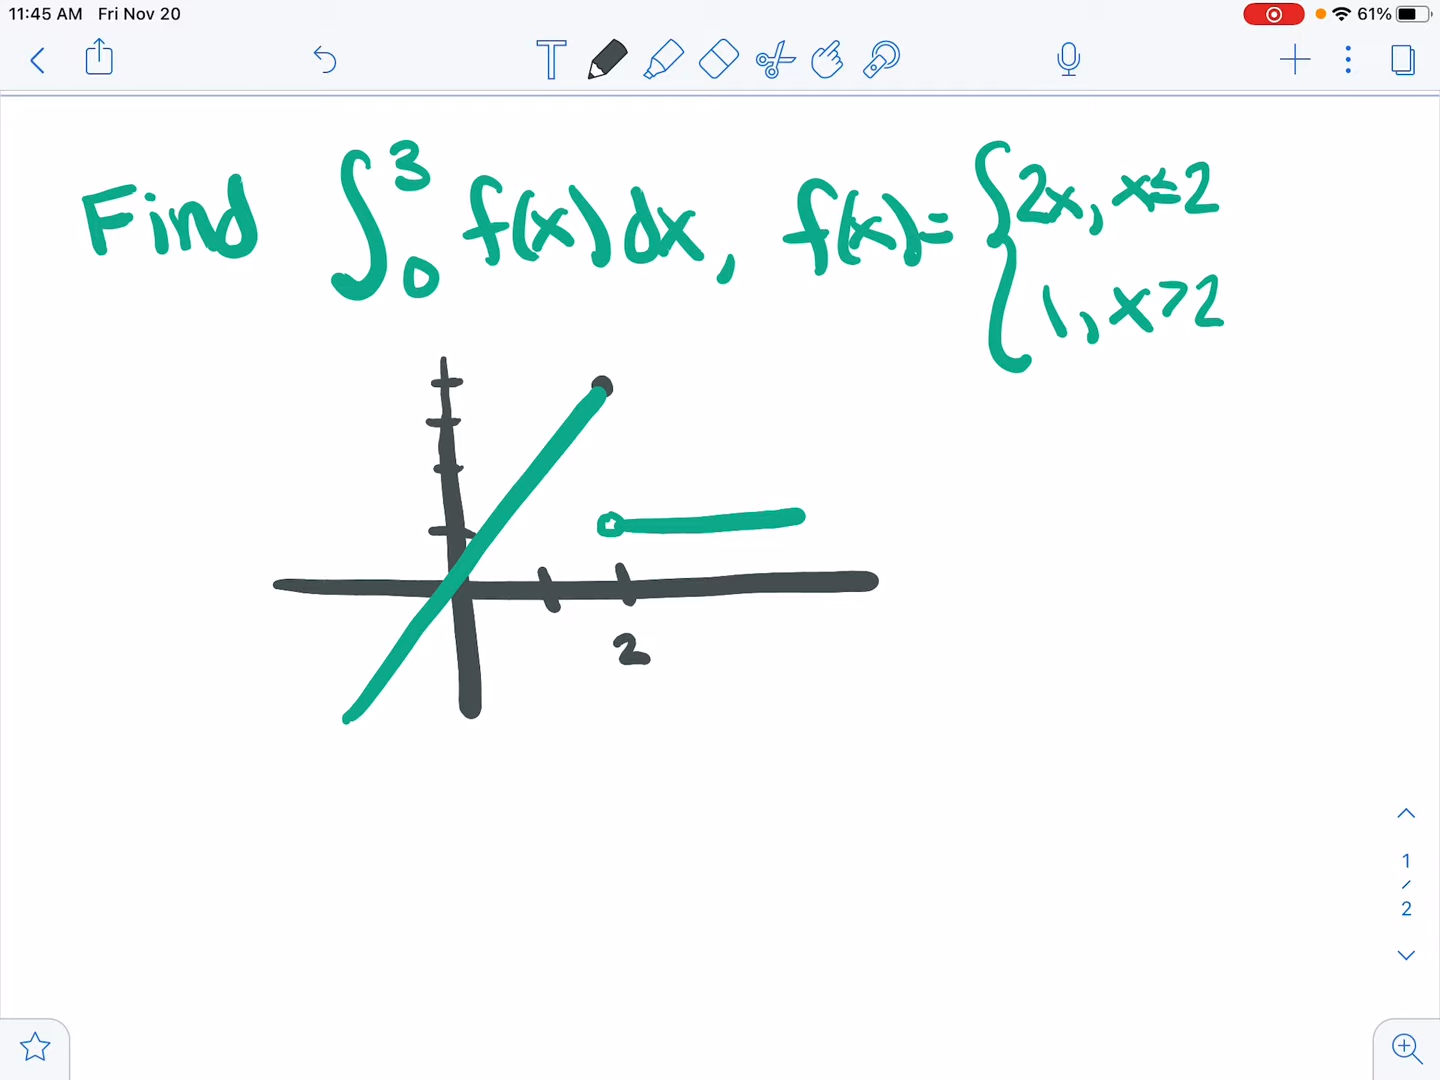 11:45 AM Fri Nov 20 61%
T
Find ∫₀³ f(x)dx, f(x)= { 2x, x≤2
1, x>2
2
1
/
2